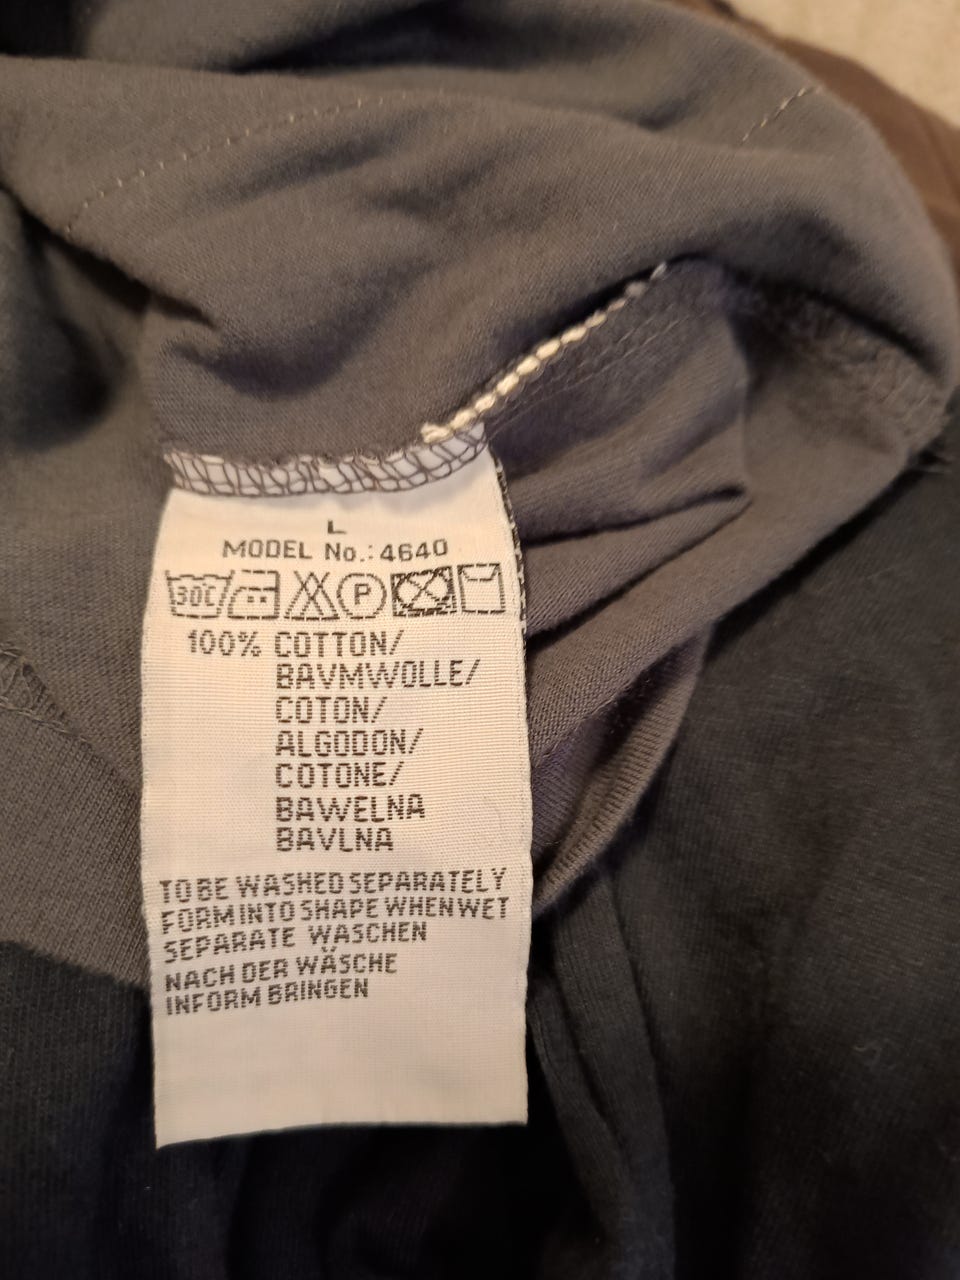 L
MODEL No.: 4640
30C P
100% COTTON/
BAVMWOLLE/
COTON/
ALGODON/
COTONE/
BAWELNA
BAVLNA
TO BE WASHED SEPARATELY
FORM INTO SHAPE WHEN WET
SEPARATE WASCHEN
NACH DER WÄSCHE
INFORM BRINGEN